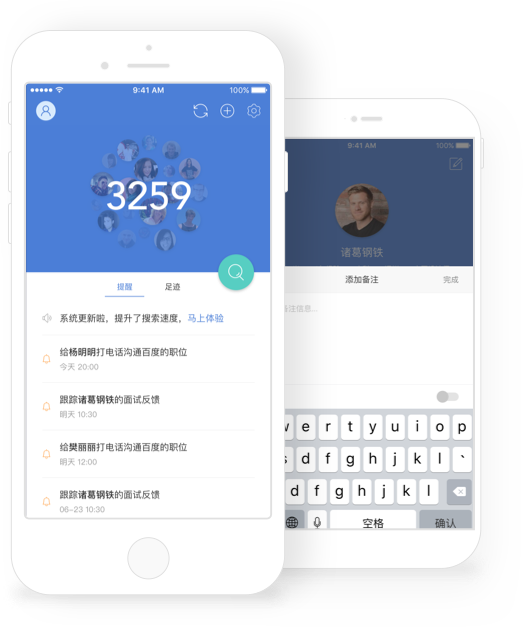 9:41 AM
100%
3259
提醒
足迹
系统更新啦，提升了搜索速度，马上体验
给杨明明打电话沟通百度的职位
今天 20:00
跟踪诸葛钢铁的面试反馈
明天 10:30
给樊丽丽打电话沟通百度的职位
明天 12:00
跟踪诸葛钢铁的面试反馈
06-23 10:30
9:41 AM
100%
诸葛钢铁
添加备注
完成
注信息...
w e r t y u i o p
s d f g h j k l `
d f g h j k l
空格
确认